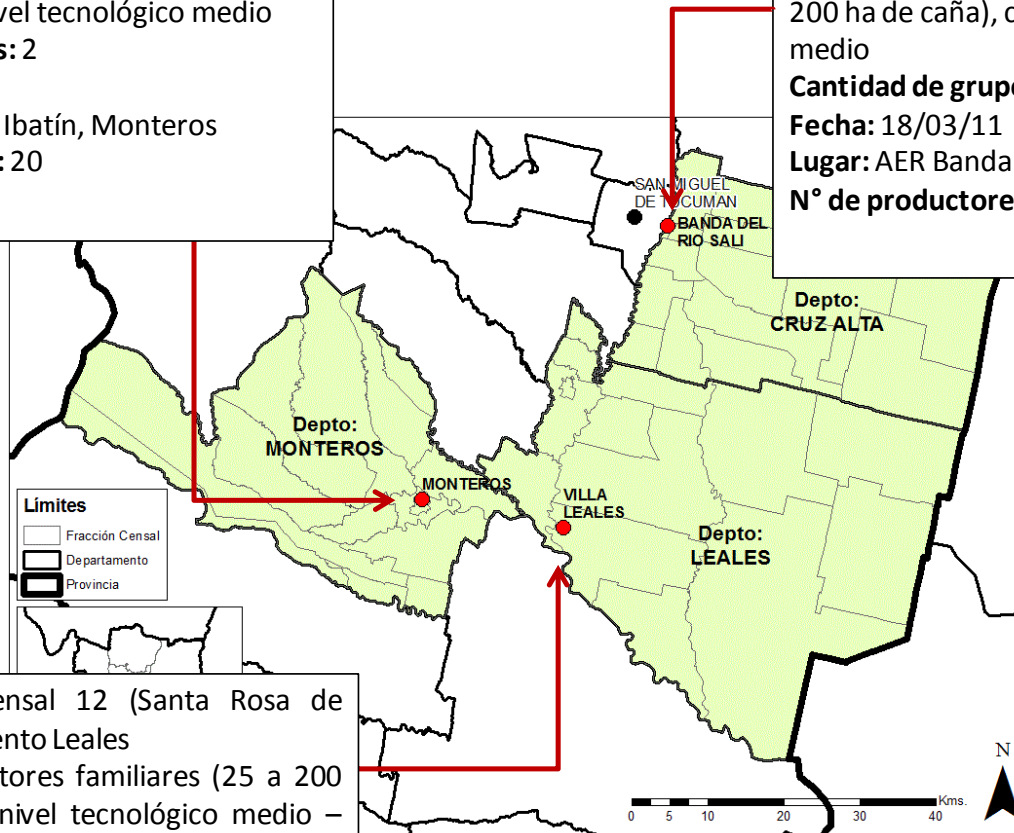 vel tecnológico medio
s: 2
Ibatín, Monteros
: 20
200 ha de caña), c
medio
Cantidad de grupo
Fecha: 18/03/11
Lugar: AER Banda
N° de productore
SAN MIGUEL
DE TUCUMAN
BANDA DEL
RIO SALI
Depto:
CRUZ ALTA
Depto:
MONTEROS
MONTEROS
VILLA
LEALES
Depto:
LEALES
Límites
Fracción Censal
Departamento
Provincia
ensal 12 (Santa Rosa de
ento Leales
tores familiares (25 a 200
nivel tecnológico medio –
N
Kms.
0 5 10 20 30 40